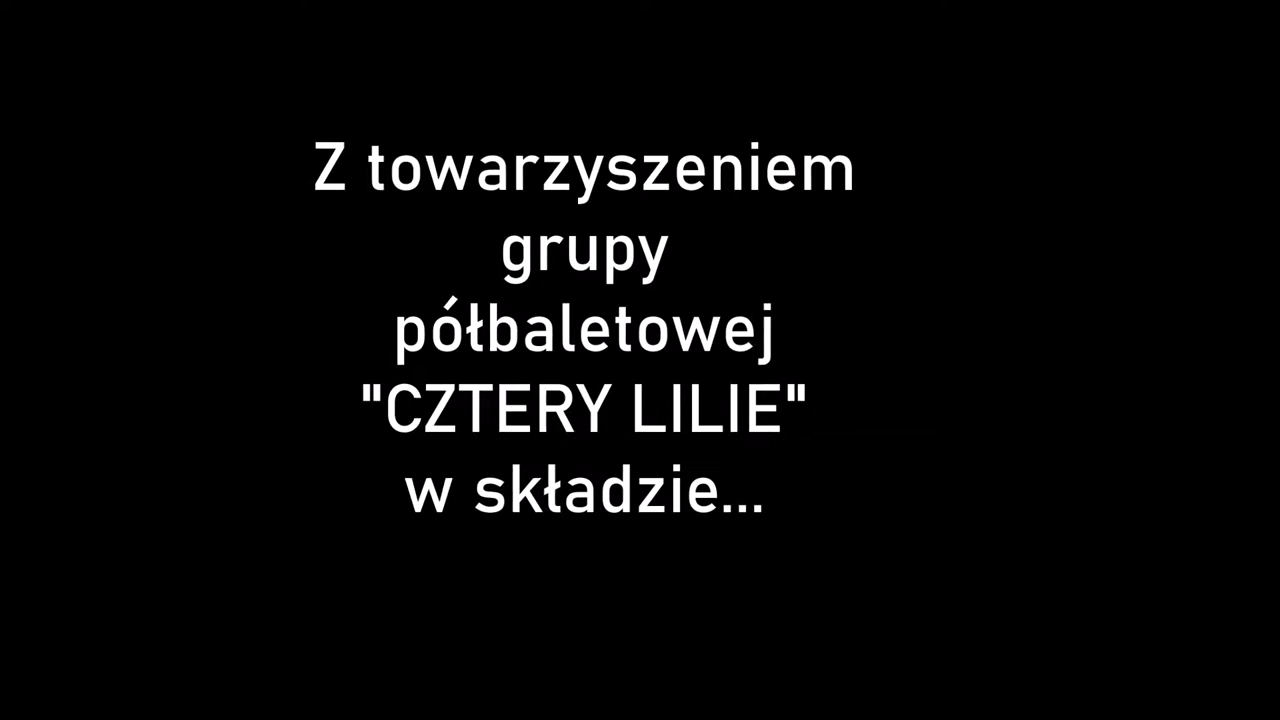 Z towarzyszeniem
grupy
półbaletowej
"CZTERY LILIE"
w składzie...